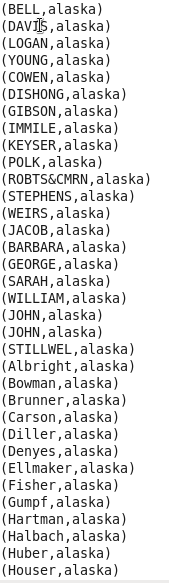 (BELL,alaska)
(DAVIS,alaska)
(LOGAN,alaska)
(YOUNG,alaska)
(COWEN,alaska)
(DISHONG,alaska)
(GIBSON,alaska)
(IMMILE,alaska)
(KEYSER,alaska)
(POLK,alaska)
(ROBTS&CMRN,alaska)
(STEPHENS,alaska)
(WEIRS,alaska)
(JACOB,alaska)
(BARBARA,alaska)
(GEORGE,alaska)
(SARAH,alaska)
(WILLIAM,alaska)
(JOHN,alaska)
(JOHN,alaska)
(STILLWEL,alaska)
(Albright,alaska)
(Bowman,alaska)
(Brunner,alaska)
(Carson,alaska)
(Diller,alaska)
(Denyes,alaska)
(Ellmaker,alaska)
(Fisher,alaska)
(Gumpf,alaska)
(Hartman,alaska)
(Halbach,alaska)
(Huber,alaska)
(Houser,alaska)